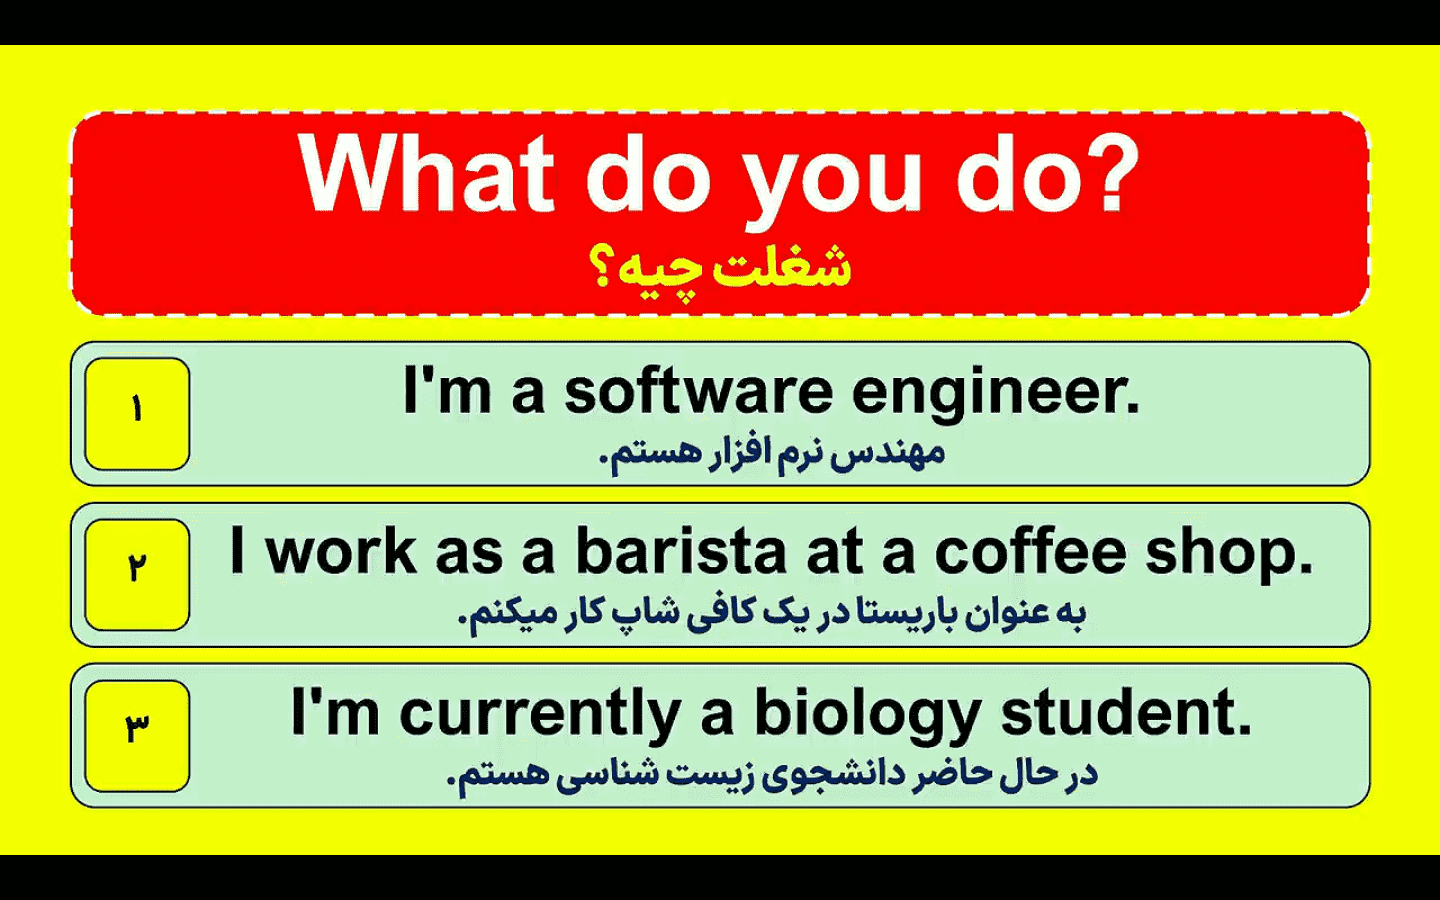 What do you do?
شغلت چیه؟
۱
I'm a software engineer.
مهندس نرم افزار هستم.
۲
I work as a barista at a coffee shop.
به عنوان باریستا در یک کافی شاپ کار میکنم.
۳
I'm currently a biology student.
در حال حاضر دانشجوی زیست شناسی هستم.